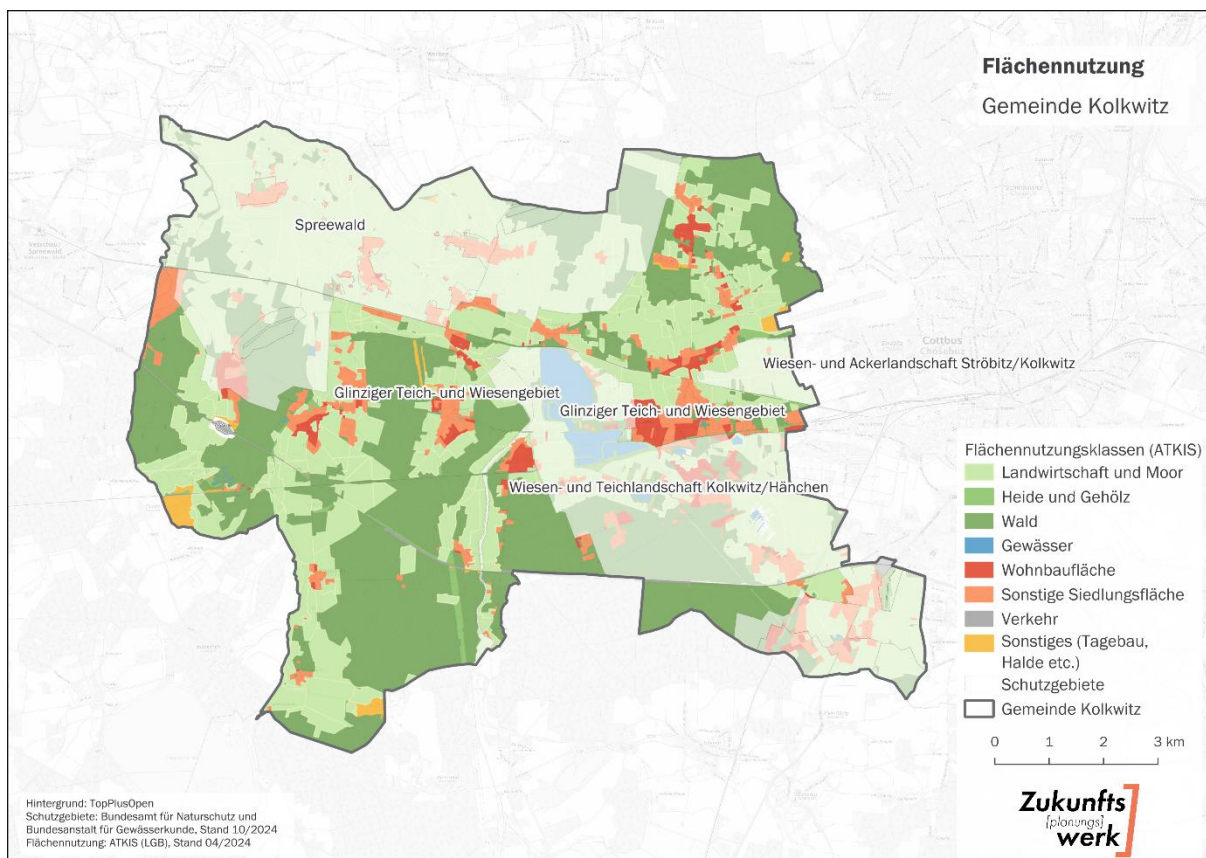 Flächennutzung
Gemeinde Kolkwitz
Spreewald
Cottbus
Chóśebuz
Wiesen- und Ackerlandschaft Ströbitz/Kolkwitz
Glinziger Teich- und Wiesengebiet
Glinziger Teich- und Wiesengebiet
Wiesen- und Teichlandschaft Kolkwitz/Hänchen
Flächennutzungsklassen (ATKIS)
Landwirtschaft und Moor
Heide und Gehölz
Wald
Gewässer
Wohnbaufläche
Sonstige Siedlungsfläche
Verkehr
Sonstiges (Tagebau,
Halde etc.)
Schutzgebiete
Gemeinde Kolkwitz
0 1 2 3 km
Hintergrund: TopPlusOpen
Schutzgebiete: Bundesamt für Naturschutz und
Bundesanstalt für Gewässerkunde, Stand 10/2024
Flächennutzung: ATKIS (LGB), Stand 04/2024
Zukunfts
[planungs]
werk